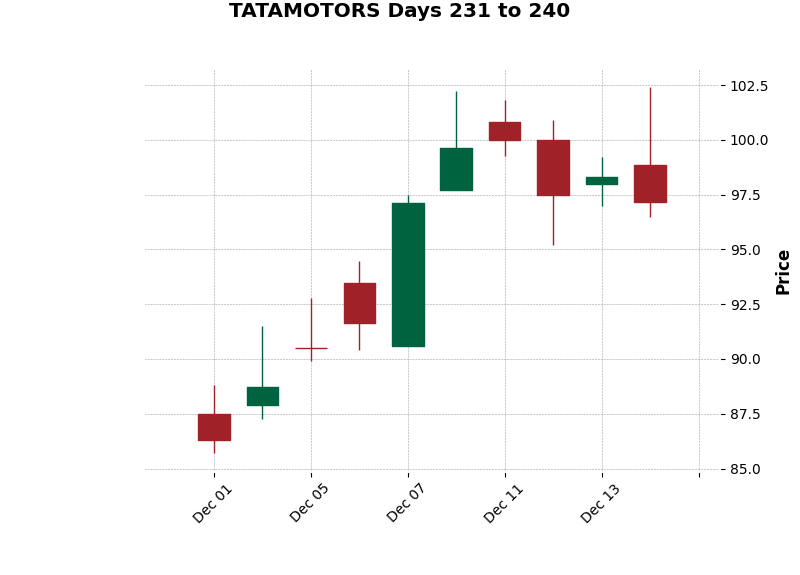 TATAMOTORS Days 231 to 240
102.5
100.0
97.5
95.0
92.5
90.0
87.5
85.0
Price
Dec 01
Dec 05
Dec 07
Dec 11
Dec 13